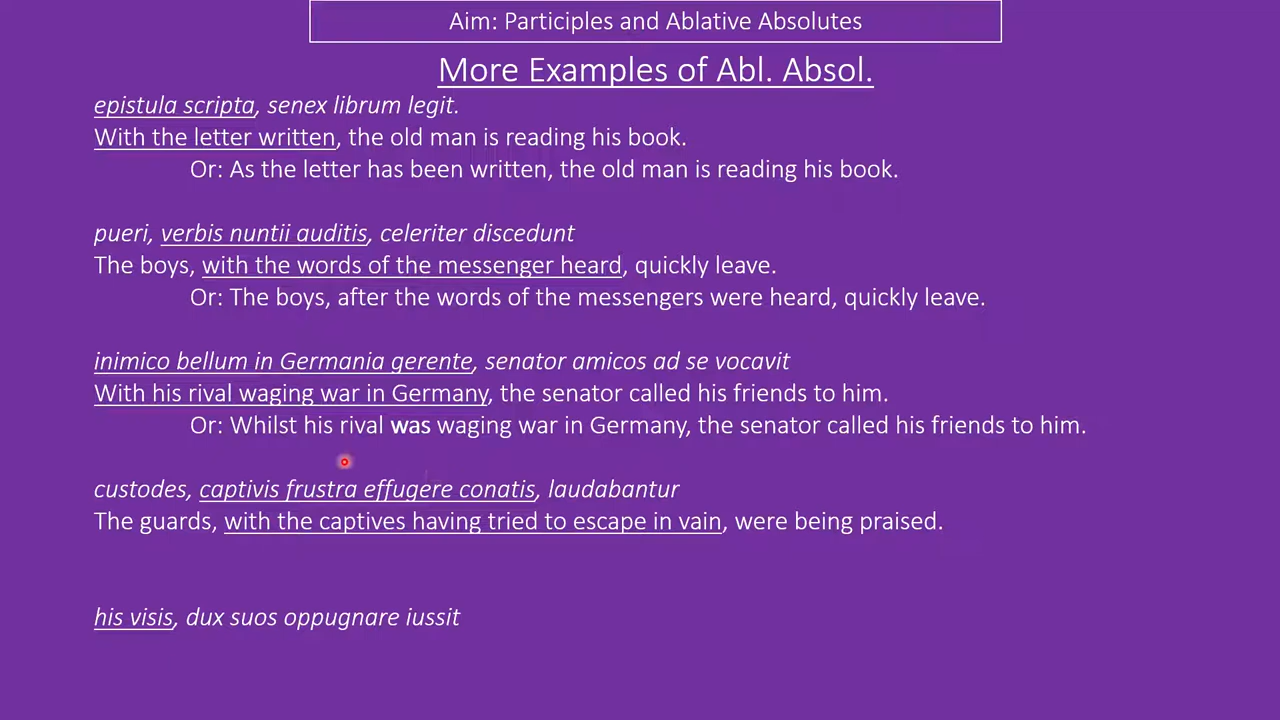 Aim: Participles and Ablative Absolutes
More Examples of Abl. Absol.
epistula scripta, senex librum legit.
With the letter written, the old man is reading his book.
Or: As the letter has been written, the old man is reading his book.
pueri, verbis nuntii auditis, celeriter discedunt
The boys, with the words of the messenger heard, quickly leave.
Or: The boys, after the words of the messengers were heard, quickly leave.
inimico bellum in Germania gerente, senator amicos ad se vocavit
With his rival waging war in Germany, the senator called his friends to him.
Or: Whilst his rival was waging war in Germany, the senator called his friends to him.
custodes, captivis frustra effugere conatis, laudabantur
The guards, with the captives having tried to escape in vain, were being praised.
his visis, dux suos oppugnare iussit